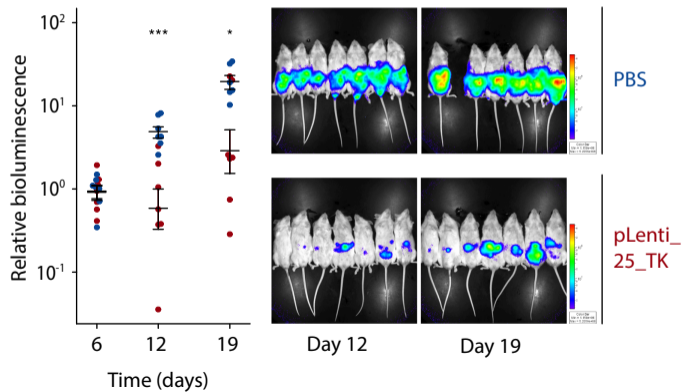 Relative bioluminescence
10²
10¹
10⁰
10⁻¹
***
*
6
12
19
Time (days)
Day 12
Day 19
PBS
pLenti_
25_TK